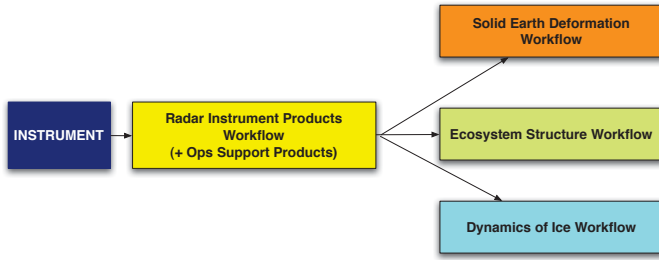 Solid Earth Deformation
Workflow
INSTRUMENT
Radar Instrument Products
Workflow
(+ Ops Support Products)
Ecosystem Structure Workflow
Dynamics of Ice Workflow